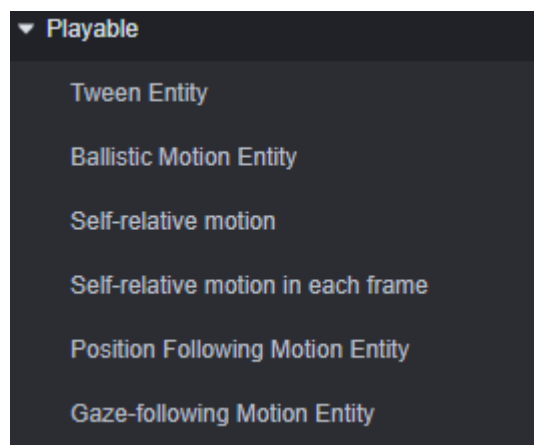 Playable
Tween Entity
Ballistic Motion Entity
Self-relative motion
Self-relative motion in each frame
Position Following Motion Entity
Gaze-following Motion Entity